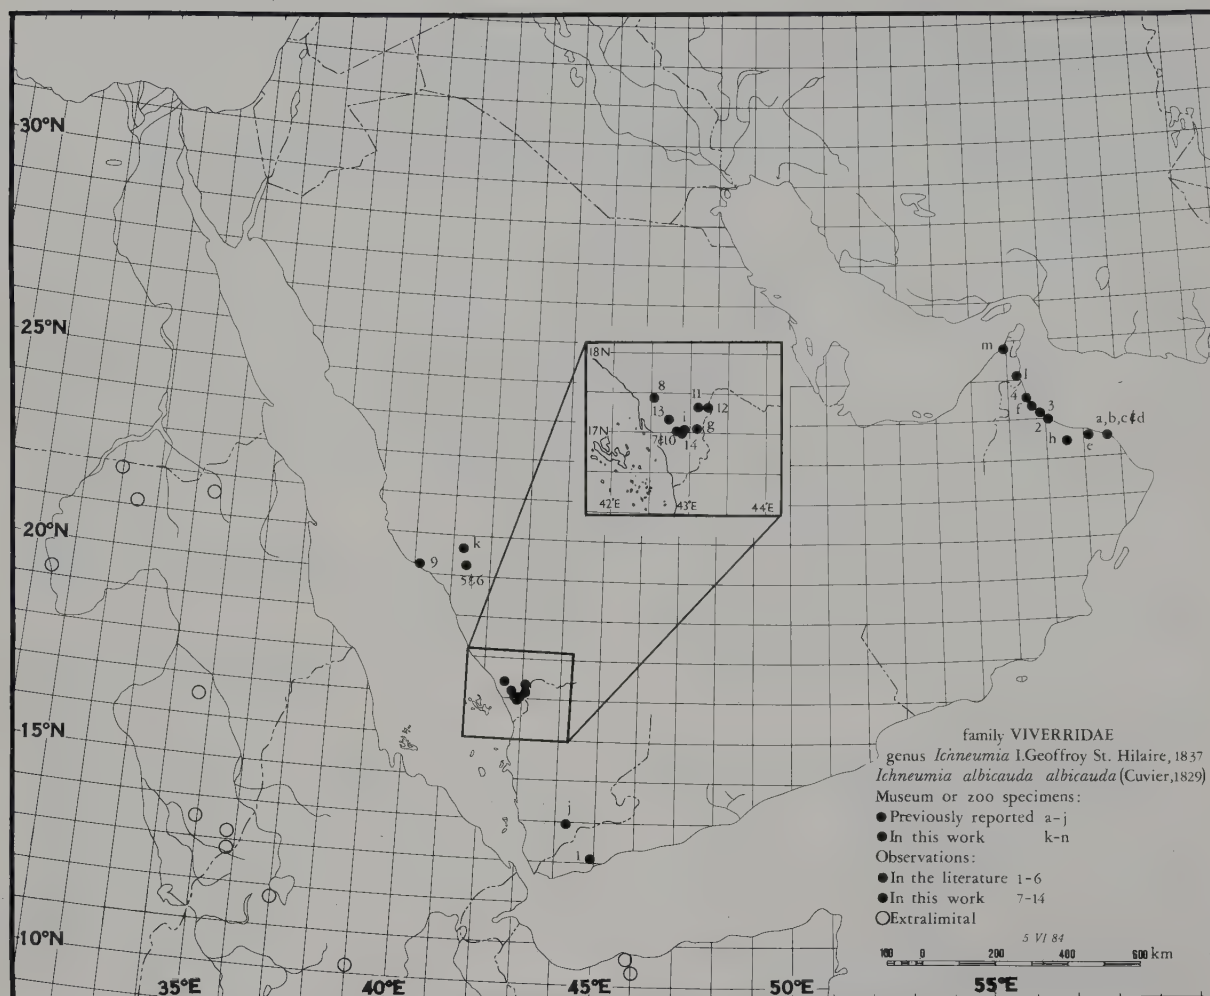 30°N
25°N
20°N
15°N
10°N
35°E
40°E
45°E
50°E
55°E
m
l
4
f
3
2
a,b,c¢d
h
c
18N
8
11
12
13
i
g
17N
7¢10
14
42°E
43°E
44°E
k
9
5¢6
j
1
family VIVERRIDAE
genus Ichneumia I.Geoffroy St. Hilaire, 1837
Ichneumia albicauda albicauda (Cuvier,1829)
Museum or zoo specimens:
Previously reported a-j
In this work k-n
Observations:
In the literature 1-6
In this work 7-14
Extralimital
5 VI 84
100 0 200 400 600 km